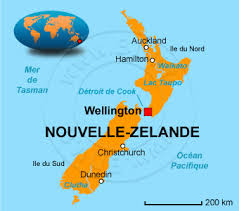 Auckland
Ile du Nord
Hamilton
Waikato
Mer
de
Tasman
Lac Taupo
Détroit de Cook
Wellington
NOUVELLE-ZELANDE
Christchurch
Océan
Pacifique
Ile du Sud
Dunedin
Clutha
200 km